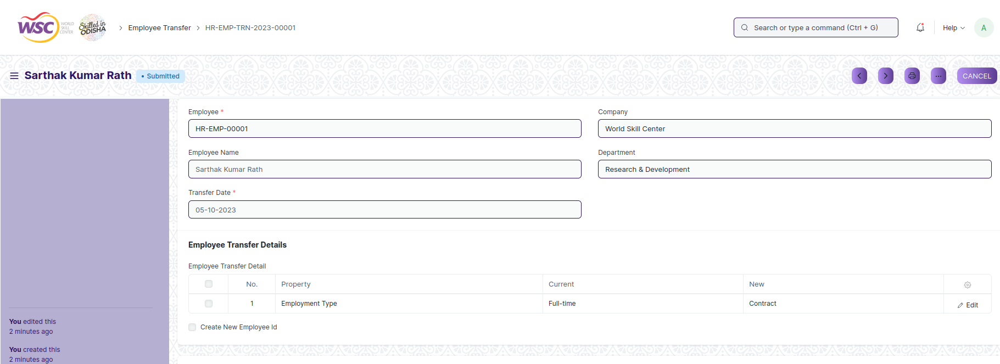 WSC WORLD SKILL CENTER
Skilled in ODISHA
Employee Transfer
HR-EMP-TRN-2023-00001
Search or type a command (Ctrl + G)
Help
A
Sarthak Kumar Rath
• Submitted
CANCEL
Employee *
HR-EMP-00001
Company
World Skill Center
Employee Name
Sarthak Kumar Rath
Department
Research & Development
Transfer Date *
05-10-2023
Employee Transfer Details
Employee Transfer Detail
No. Property Current New
1 Employment Type Full-time Contract Edit
Create New Employee Id
You edited this
2 minutes ago
You created this
2 minutes ago